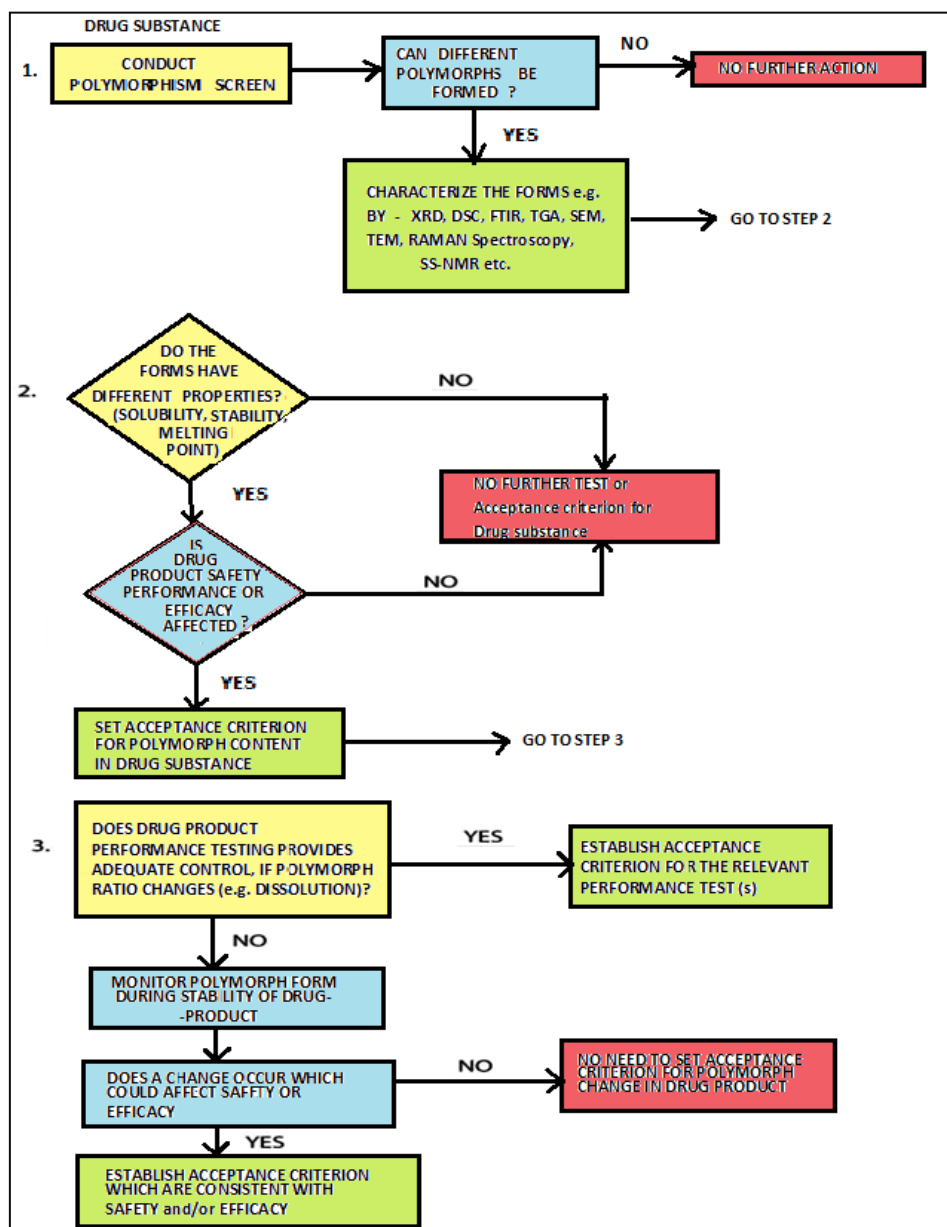 DRUG SUBSTANCE
1.
CONDUCT
POLYMORPHISMI SCREEN
CAN DIFFERENT
POLYMORPHS BE
FORMED ?
NO
NO FURTHER ACTION
YES
CHARACTERIZE THE FORMS e.g.
BY - XRD, DSC, FTIR, TGA, SEM,
TEM, RAMAN Spectroscopy,
SS-NMR etc.
GO TO STEP 2
2.
DO THE
FORMS HAVE
DIFFERENT PROPERTIES?
(SOLUBILITY, STABILITY,
MELTING
POINT)
NO
YES
NO FURTHER TEST or
Acceptance criterion for
Drug substance
IS
DRUG
PRODUCT SAFETY
PERFORMANCE OR
EFFICACY
AFFECTED ?
NO
YES
SET ACCEPTANCE CRITERION
FOR POLYMORPH CONTENT
IN DRUG SUBSTANCE
GO TO STEP 3
3.
DOES DRUG PRODUCT
PERFORMANCE TESTING PROVIDES
ADEQUATE CONTROL, IF POLYMORPH
RATIO CHANGES (e.g. DISSOLUTION)?
YES
ESTABLISH ACCEPTANCE
CRITERION FOR THE RELEVANT
PERFORMANCE TEST (s)
NO
MONITOR POLYMORPH FORM
DURING STABILITY OF DRUG-
-PRODUCT
DOES A CHANGE OCCUR WHICH
COULD AFFECT SAFETY OR
EFFICACY
NO
NO NEED TO SET ACCEPTANCE
CRITERION FOR POLYMORPH
CHANGE IN DRUG PRODUCT
YES
ESTABLISH ACCEPTANCE CRITERION
WHICH ARE CONSISTENT WITH
SAFETY and/or EFFICACY